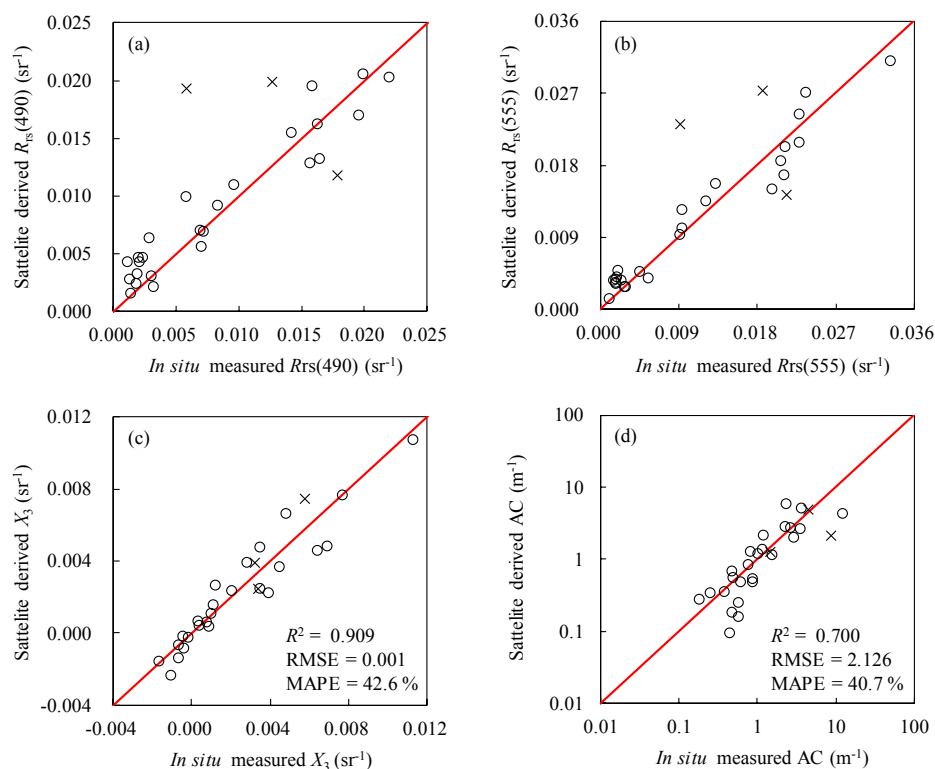 (a)
Sattelite derived Rrs(490) (sr-1)
0.025
0.020
0.015
0.010
0.005
0.000
0.000 0.005 0.010 0.015 0.020 0.025
In situ measured Rrs(490) (sr-1)
(b)
Sattelite derived Rrs(555) (sr-1)
0.036
0.027
0.018
0.009
0.000
0.000 0.009 0.018 0.027 0.036
In situ measured Rrs(555) (sr-1)
(c)
Sattelite derived X3 (sr-1)
0.012
0.008
0.004
0.000
-0.004
R2 = 0.909
RMSE = 0.001
MAPE = 42.6 %
-0.004 0.000 0.004 0.008 0.012
In situ measured X3 (sr-1)
(d)
Sattelite derived AC (m-1)
100
10
1
0.1
0.01
R2 = 0.700
RMSE = 2.126
MAPE = 40.7 %
0.01 0.1 1 10 100
In situ measured AC (m-1)